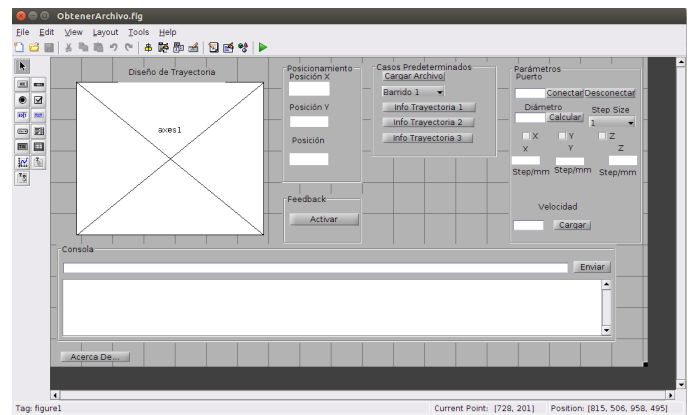 ObtenerArchivo.fig
File Edit View Layout Tools Help
Diseño de Trayectoria
axes1
Posicionamiento
Posición X
Posición Y
Posición
Feedback
Activar
Casos Predeterminados
Cargar Archivo
Barrido 1
Info Trayectoria 1
Info Trayectoria 2
Info Trayectoria 3
Parámetros
Puerto
Conectar Desconectar
Diámetro Step Size
Calcular 1
X Y Z
X Y Z
Step/mm Step/mm Step/mm
Velocidad
Cargar
Consola
Enviar
Acerca De...
Tag: figure1 Current Point: [728, 201] Position: [815, 506, 958, 495]